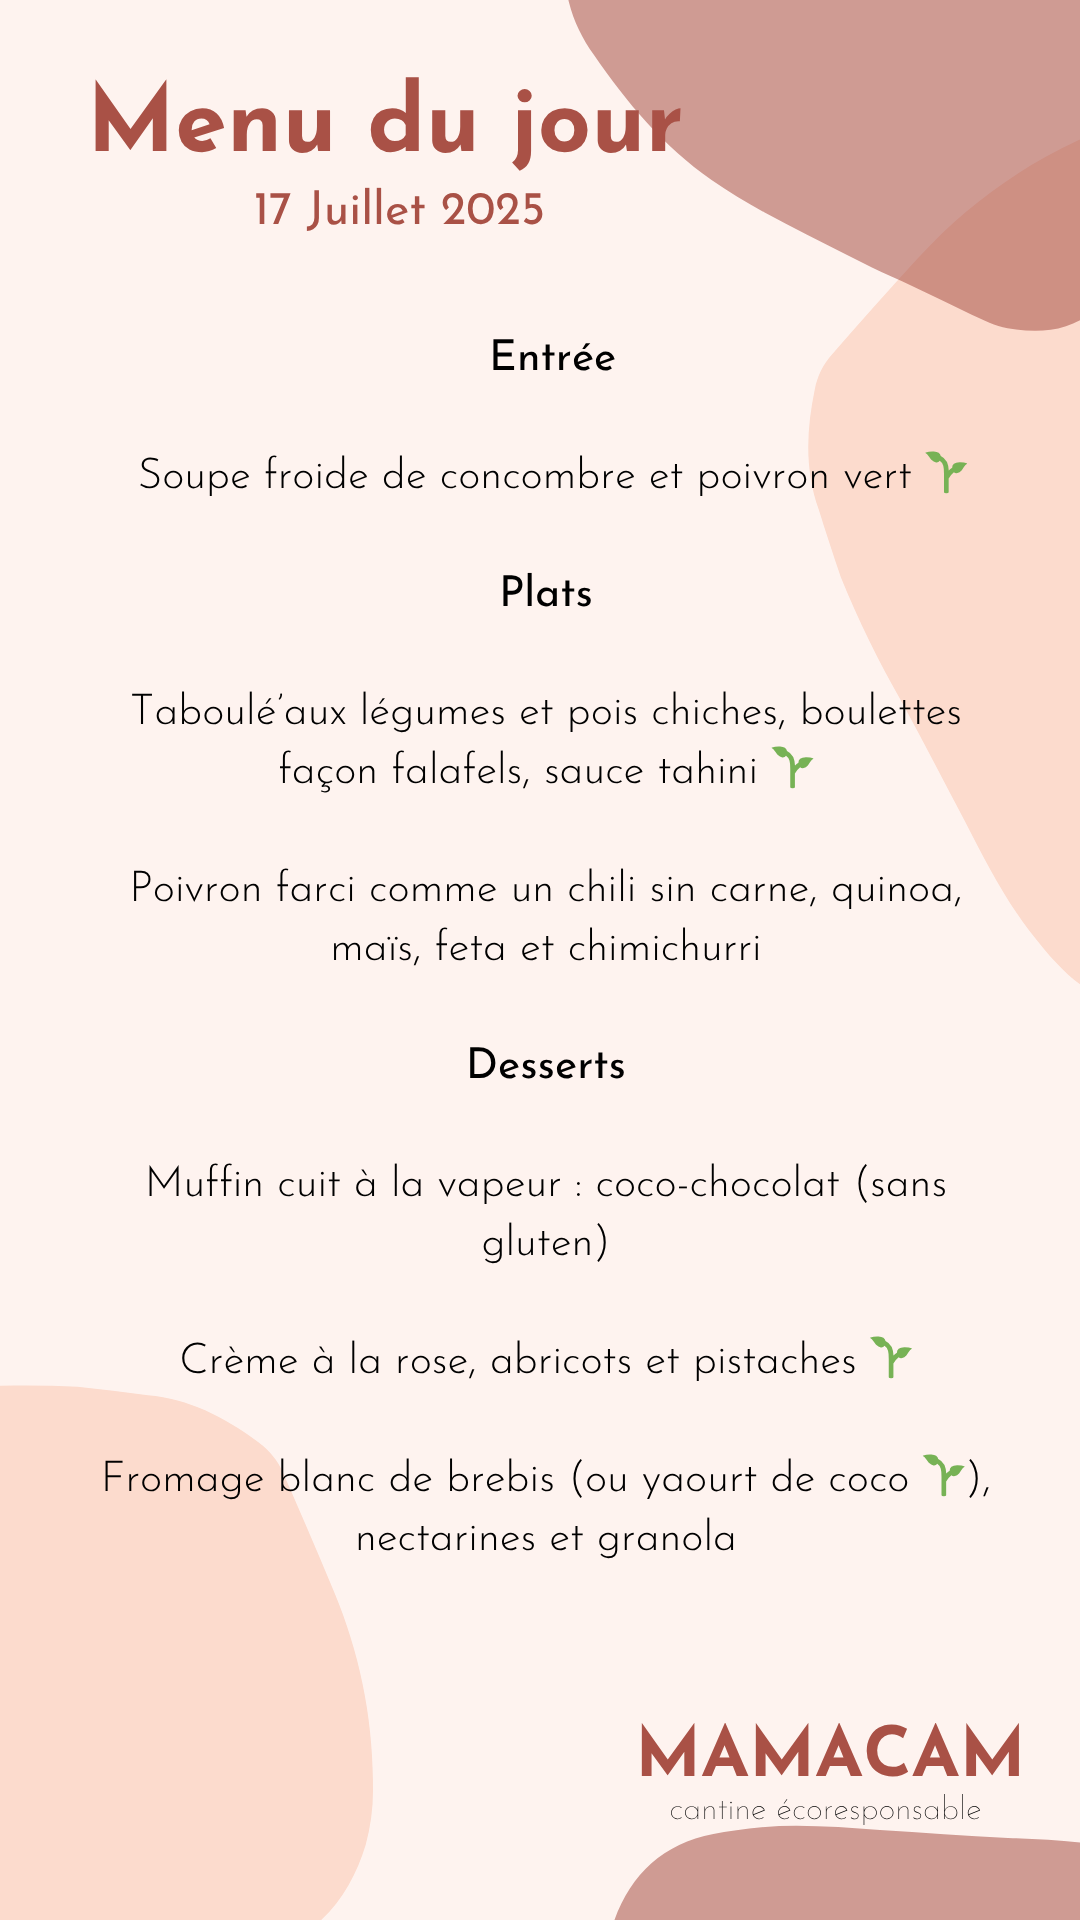 Menu du jour
17 Juillet 2025
Entrée
Soupe froide de concombre et poivron vert 🌱
Plats
Taboulé’aux légumes et pois chiches, boulettes
façon falafels, sauce tahini 🌱
Poivron farci comme un chili sin carne, quinoa,
maïs, feta et chimichurri
Desserts
Muffin cuit à la vapeur : coco-chocolat (sans
gluten)
Crème à la rose, abricots et pistaches 🌱
Fromage blanc de brebis (ou yaourt de coco 🌱),
nectarines et granola
MAMACAM
cantine écoresponsable